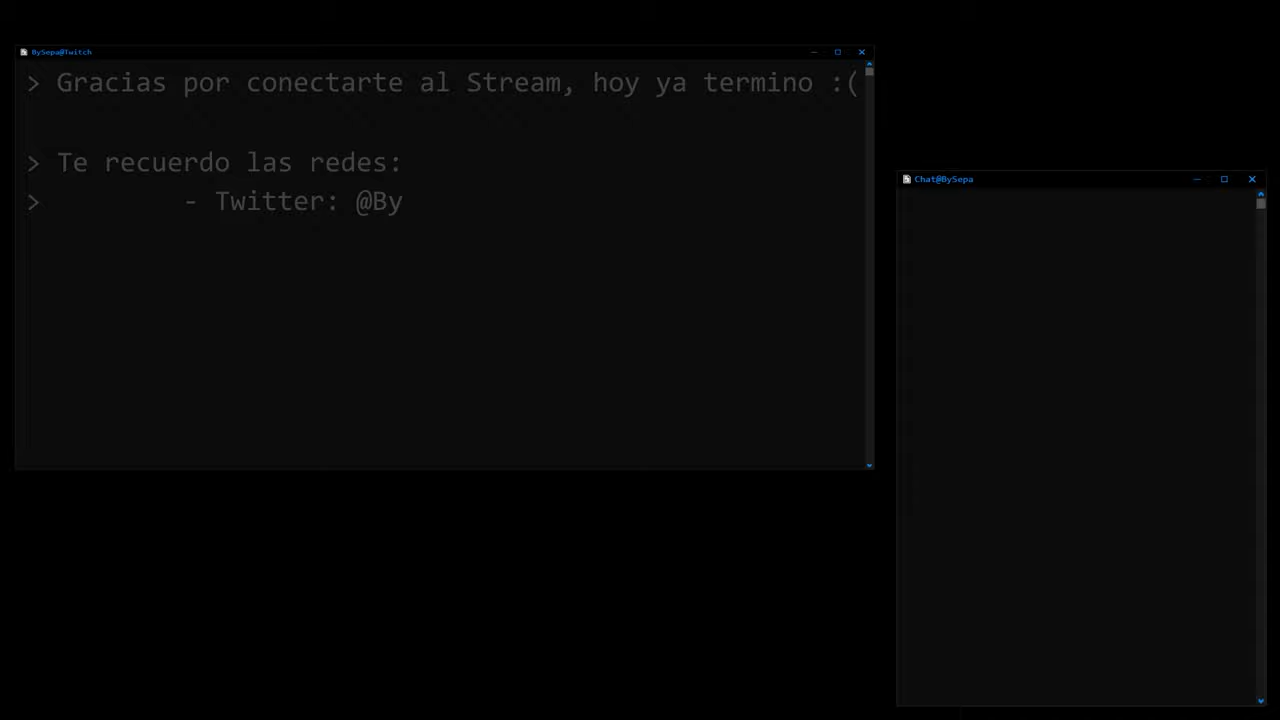 BySepa@Twitch
> Gracias por conectarte al Stream, hoy ya termino :(
> Te recuerdo las redes:
> - Twitter: @By
Chat@BySepa